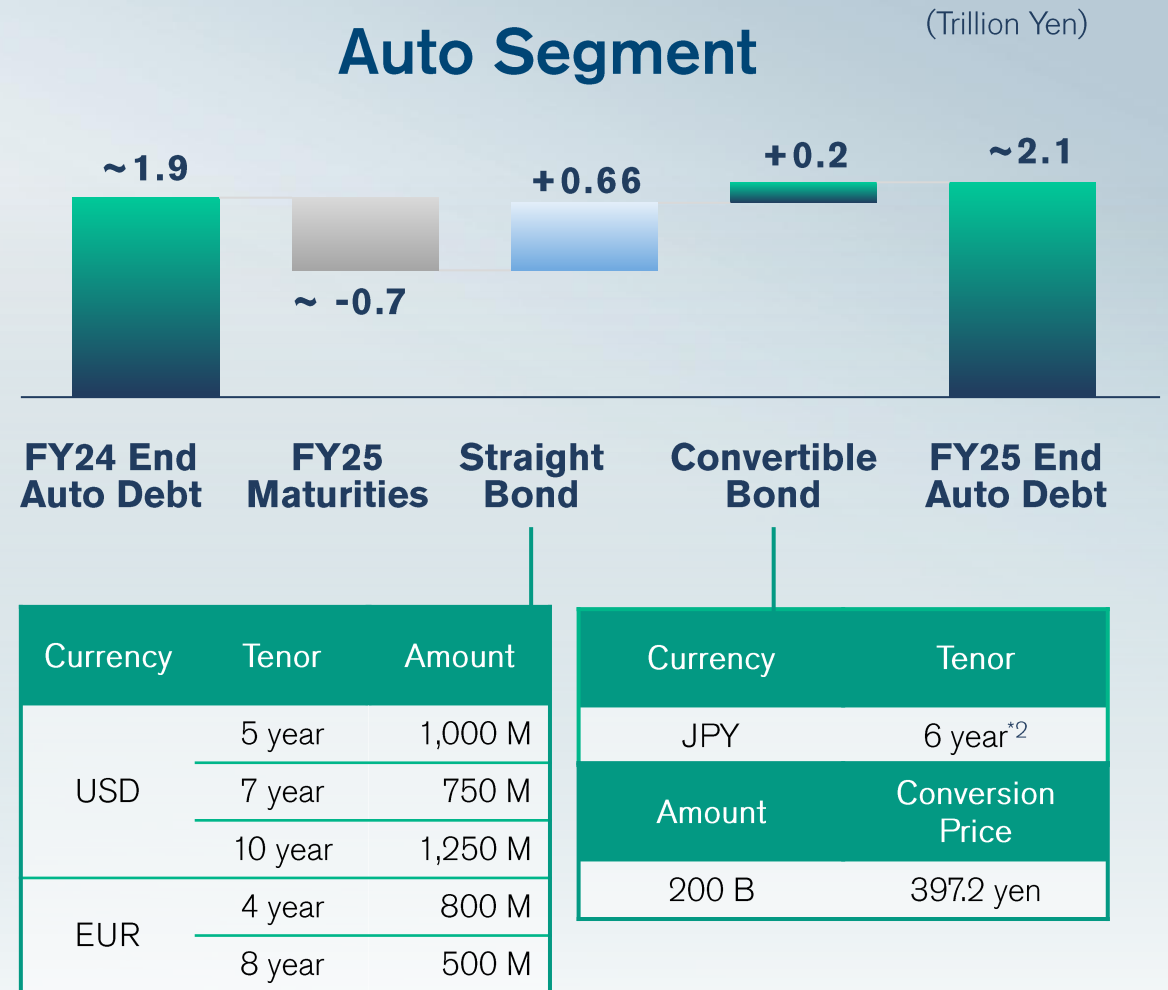 (Trillion Yen)
Auto Segment
~1.9
~ -0.7
+0.66
+0.2
~2.1
FY24 End
Auto Debt
FY25
Maturities
Straight
Bond
Convertible
Bond
FY25 End
Auto Debt
Currency Tenor Amount
USD
5 year 1,000 M
7 year 750 M
10 year 1,250 M
EUR
4 year 800 M
8 year 500 M
Currency Tenor
JPY 6 year*2
Amount Conversion
Price
200 B 397.2 yen